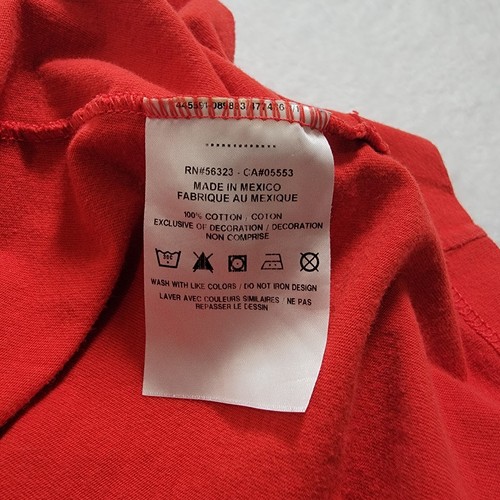 RN#56323 - CA#05553
MADE IN MEXICO
FABRIQUE AU MEXIQUE
100% COTTON / COTON
EXCLUSIVE OF DECORATION / DECORATION
NON COMPRISE
WASH WITH LIKE COLORS / DO NOT IRON DESIGN
LAVER AVEC COULEURS SIMILAIRES / NE PAS
REPASSER LE DESSIN